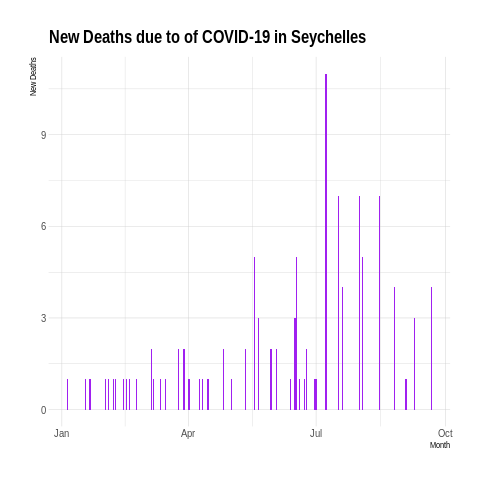 New Deaths due to of COVID-19 in Seychelles
New Deaths
9
6
3
0
Jan Apr Jul Oct
Month